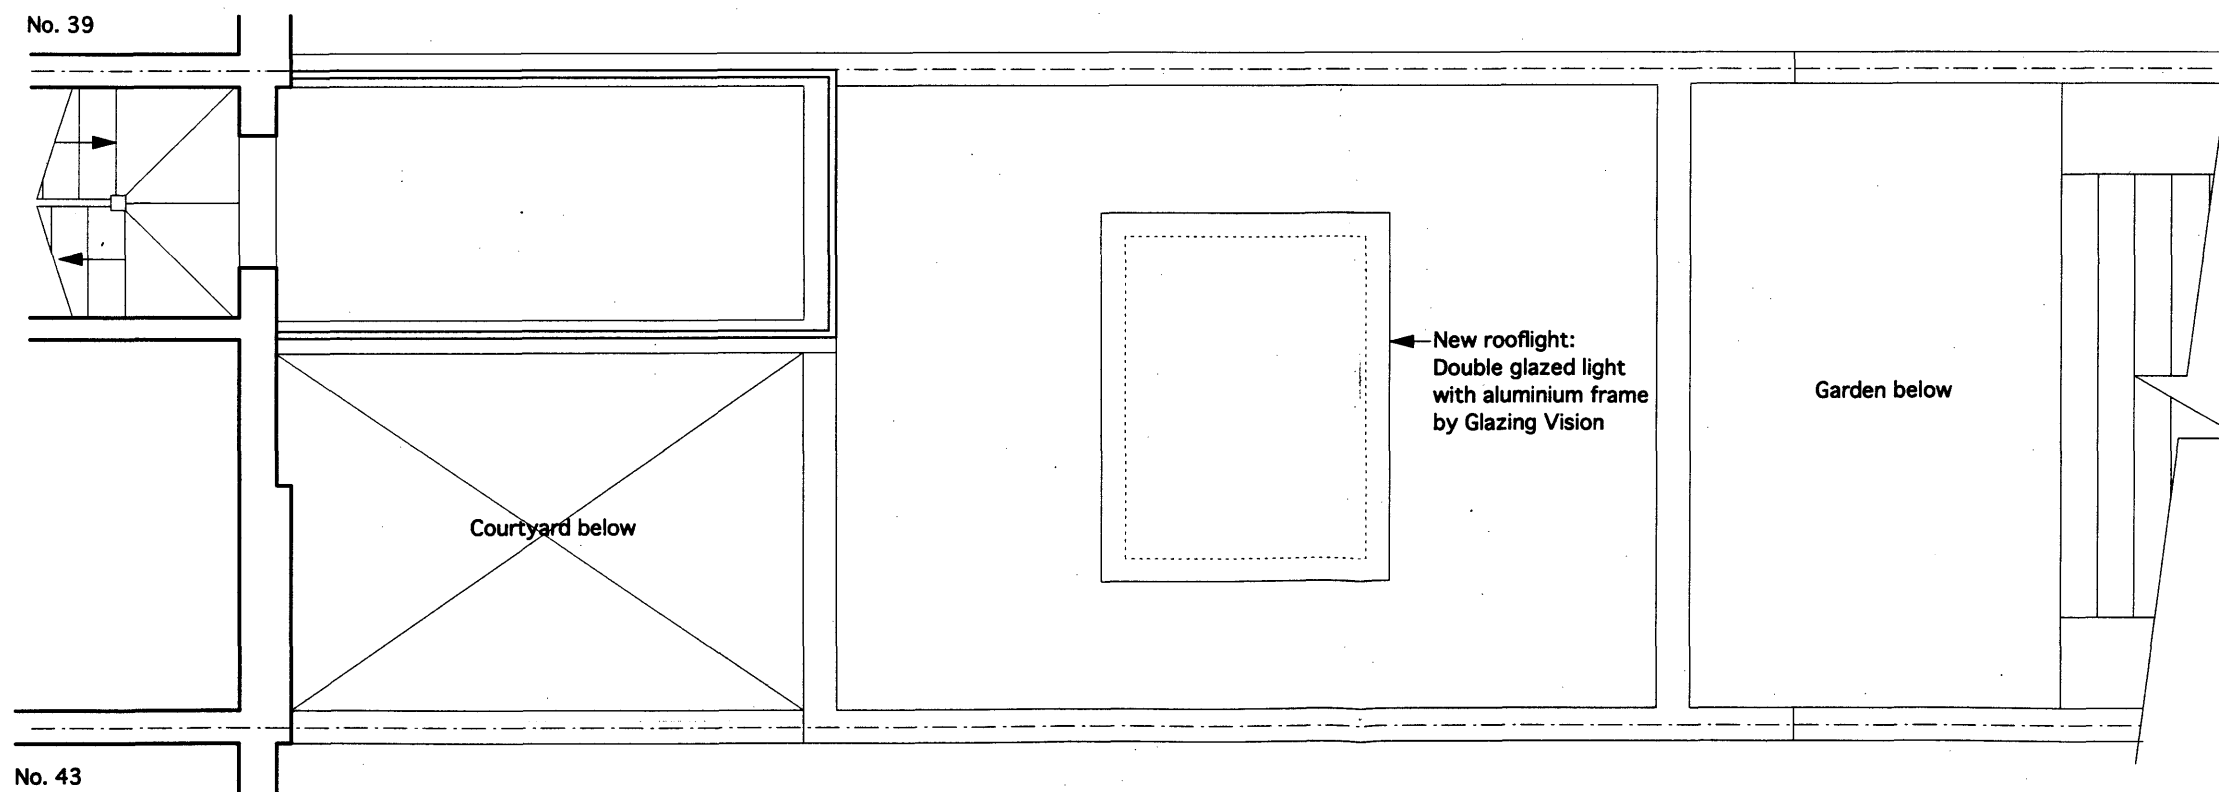 No. 39
New rooflight:
Double glazed light
with aluminium frame
by Glazing Vision
Garden below
Courtyard below
No. 43